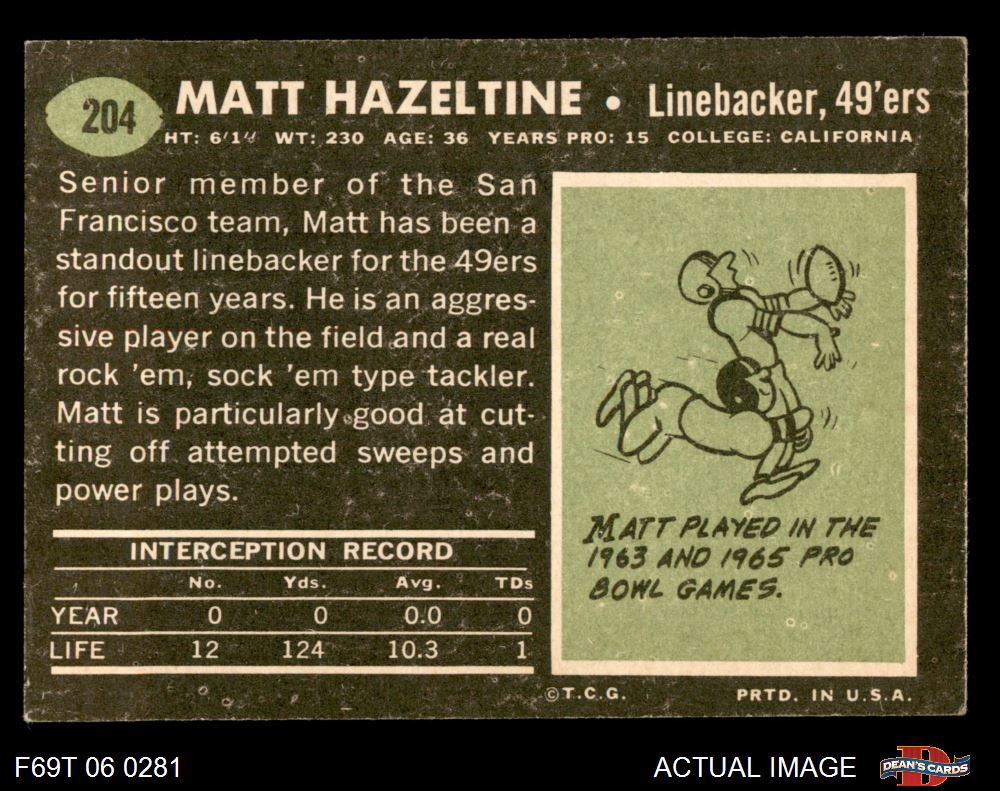 204
MATT HAZELTINE • Linebacker, 49'ers
HT: 6'1" WT: 230 AGE: 36 YEARS PRO: 15 COLLEGE: CALIFORNIA
Senior member of the San
Francisco team, Matt has been a
standout linebacker for the 49ers
for fifteen years. He is an aggres-
sive player on the field and a real
rock 'em, sock 'em type tackler.
Matt is particularly good at cut-
ting off attempted sweeps and
power plays.
INTERCEPTION RECORD
No. Yds. Avg. TDs
YEAR 0 0 0.0 0
LIFE 12 124 10.3 1
MATT PLAYED IN THE
1963 AND 1965 PRO
BOWL GAMES.
©T.C.G. PRTD. IN U.S.A.
F69T 06 0281
ACTUAL IMAGE
D
DEAN'S CARDS